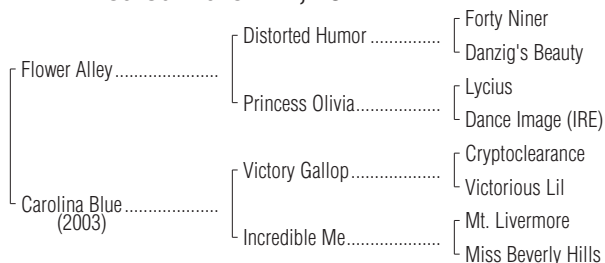 Forty Niner
Distorted Humor
Danzig's Beauty
Flower Alley
Lycius
Princess Olivia
Dance Image (IRE)
Cryptoclearance
Victory Gallop
Victorious Lil
Carolina Blue
(2003)
Mt. Livermore
Incredible Me
Miss Beverly Hills